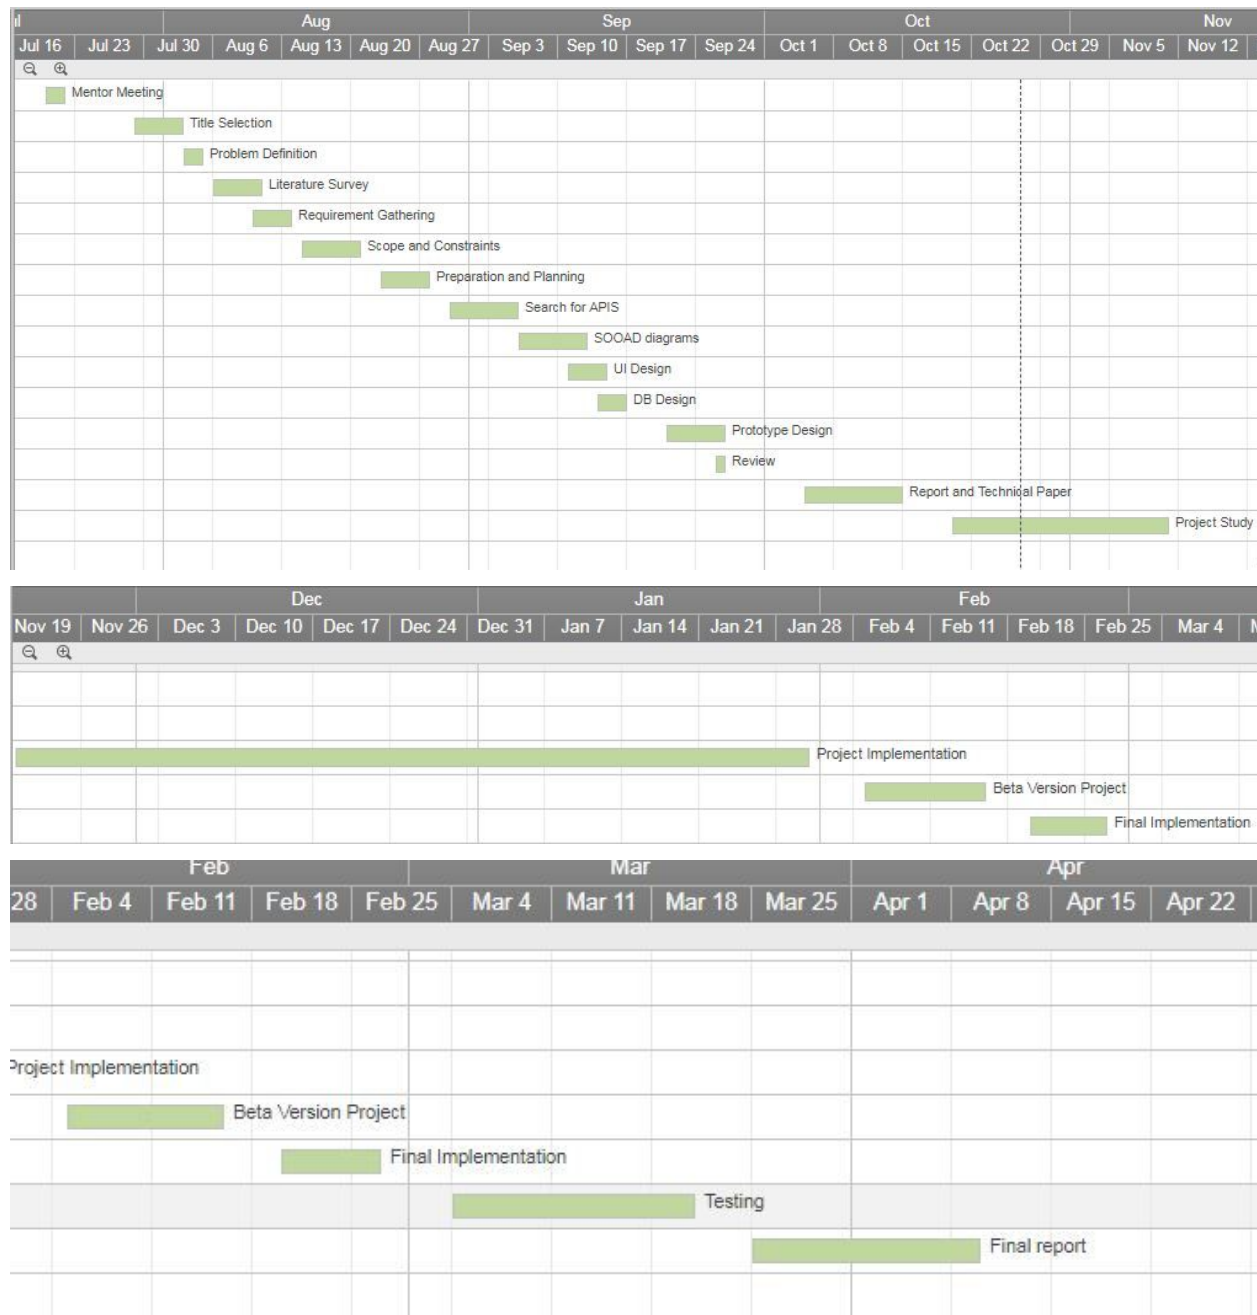 Aug Sep Oct Nov
Jul 16 Jul 23 Jul 30 Aug 6 Aug 13 Aug 20 Aug 27 Sep 3 Sep 10 Sep 17 Sep 24 Oct 1 Oct 8 Oct 15 Oct 22 Oct 29 Nov 5 Nov 12
Mentor Meeting
Title Selection
Problem Definition
Literature Survey
Requirement Gathering
Scope and Constraints
Preparation and Planning
Search for APIS
SOOAD diagrams
UI Design
DB Design
Prototype Design
Review
Report and Technical Paper
Project Study
Dec Jan Feb
Nov 19 Nov 26 Dec 3 Dec 10 Dec 17 Dec 24 Dec 31 Jan 7 Jan 14 Jan 21 Jan 28 Feb 4 Feb 11 Feb 18 Feb 25 Mar 4
Project Implementation
Beta Version Project
Final Implementation
Feb Mar Apr
28 Feb 4 Feb 11 Feb 18 Feb 25 Mar 4 Mar 11 Mar 18 Mar 25 Apr 1 Apr 8 Apr 15 Apr 22
Project Implementation
Beta Version Project
Final Implementation
Testing
Final report